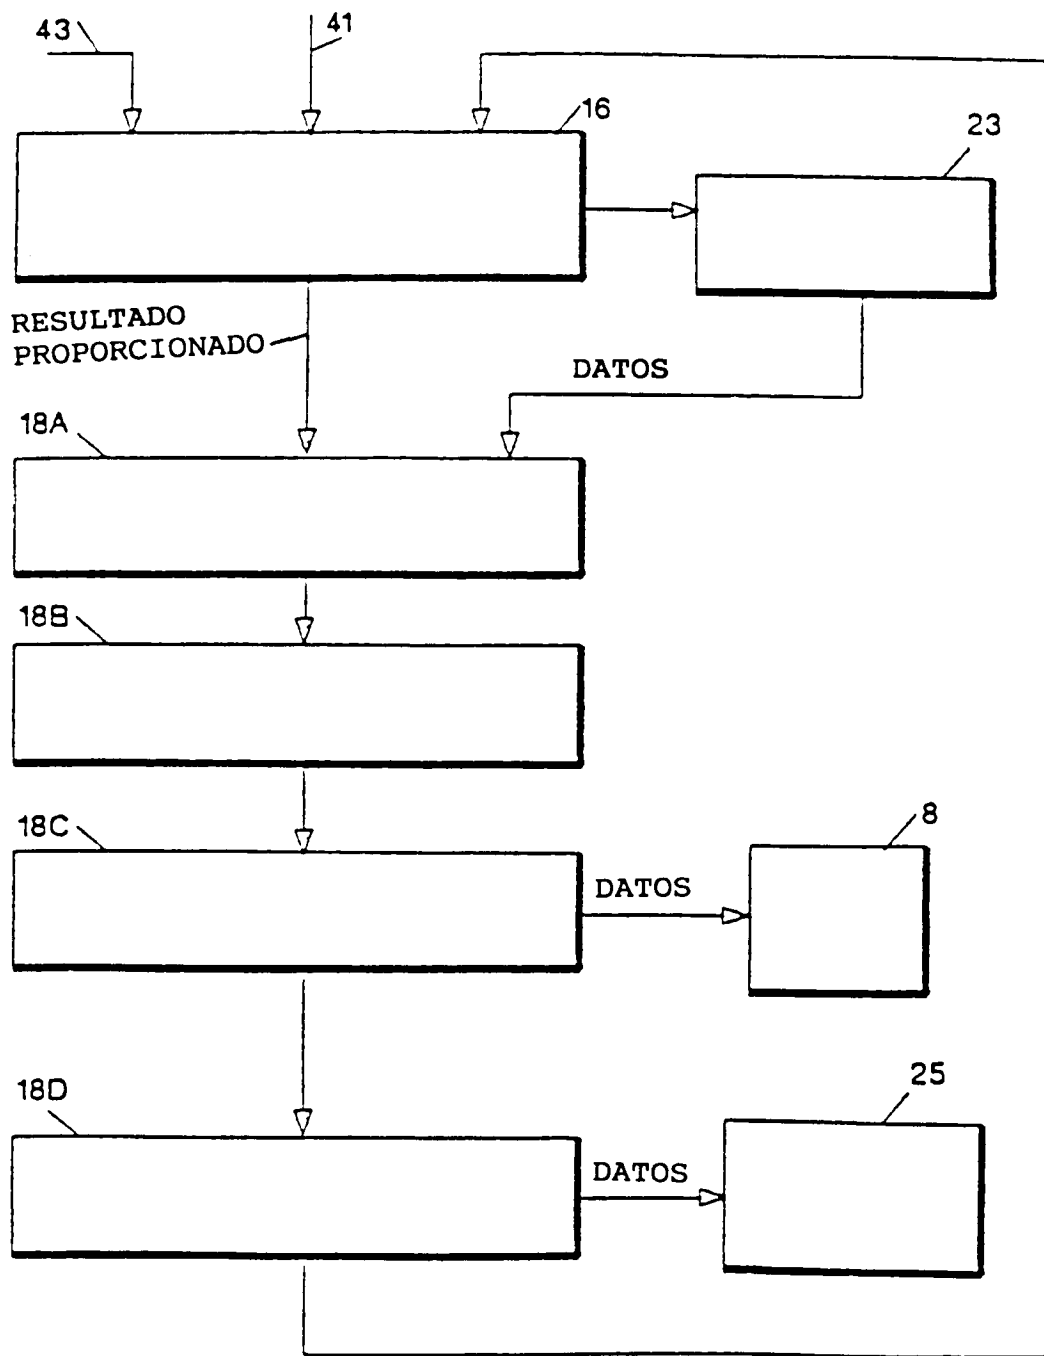 43
41
16
23
RESULTADO
PROPORCIONADO
DATOS
18A
18B
18C
8
DATOS
18D
25
DATOS